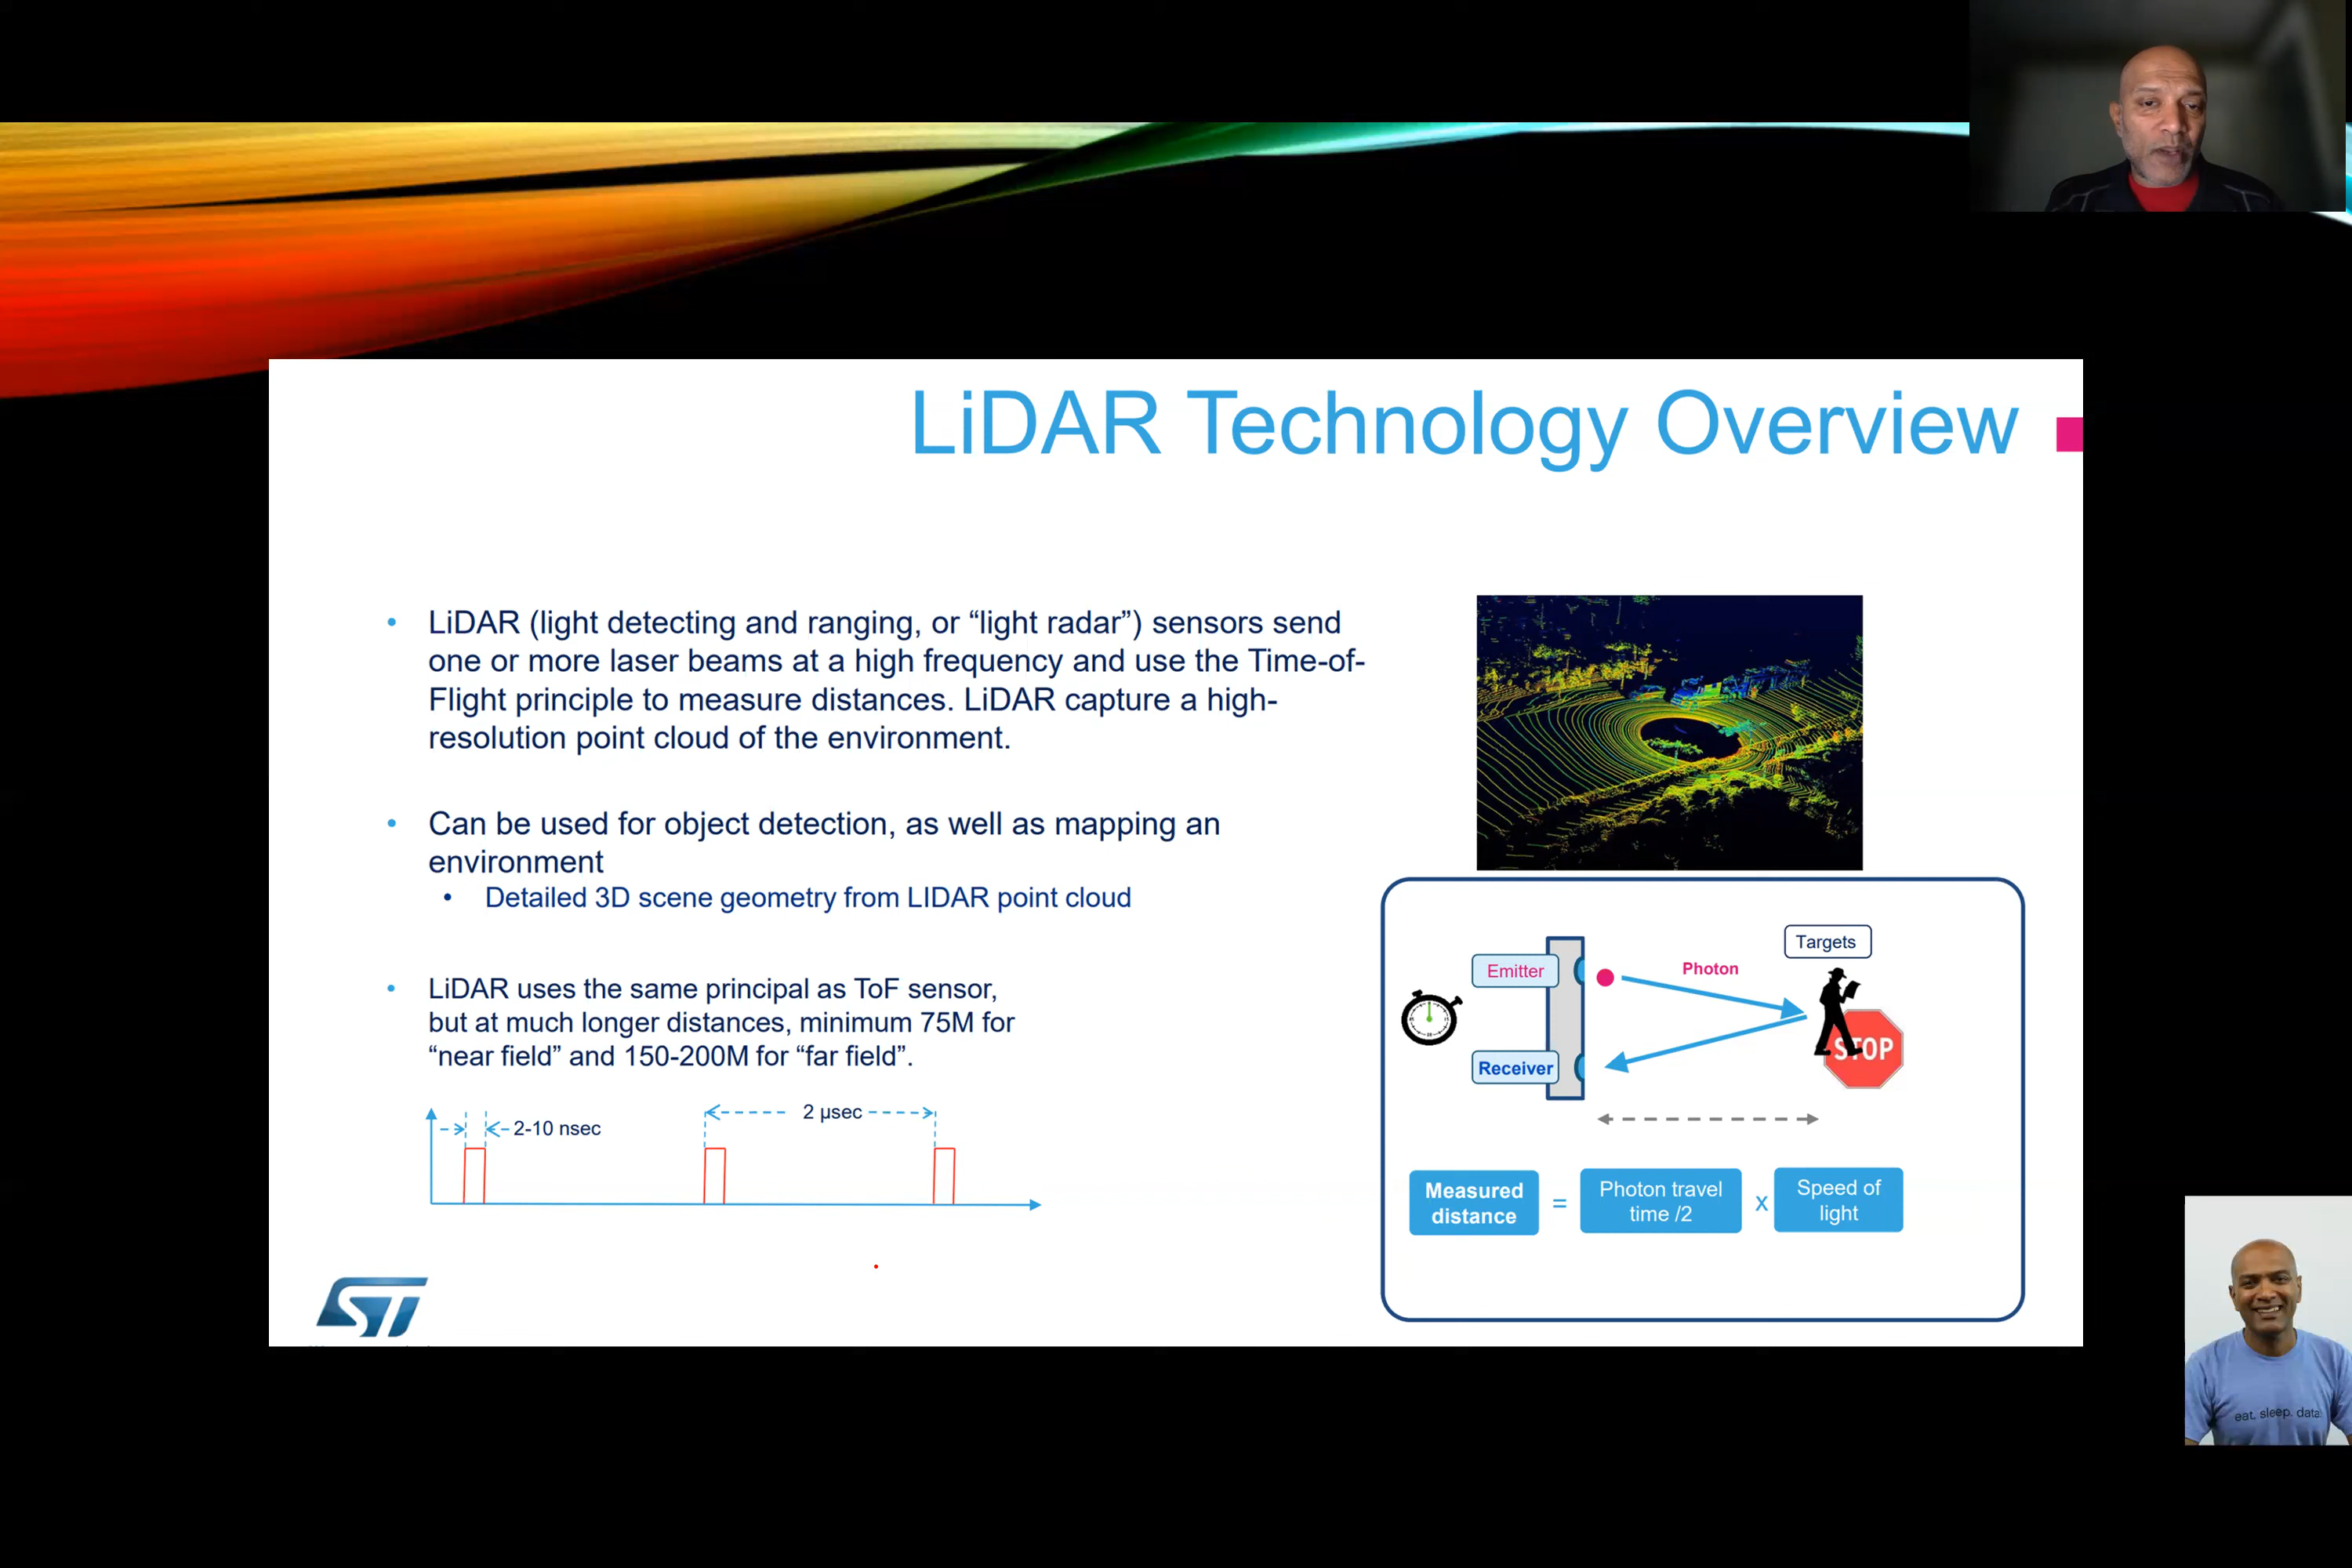 LiDAR Technology Overview
• LiDAR (light detecting and ranging, or “light radar”) sensors send
one or more laser beams at a high frequency and use the Time-of-
Flight principle to measure distances. LiDAR capture a high-
resolution point cloud of the environment.
• Can be used for object detection, as well as mapping an
environment
• Detailed 3D scene geometry from LIDAR point cloud
• LiDAR uses the same principal as ToF sensor,
but at much longer distances, minimum 75M for
“near field” and 150-200M for “far field”.
2-10 nsec
2 µsec
Targets
Emitter
Photon
STOP
Receiver
Measured
distance
=
Photon travel
time /2
x
Speed of
light
ST
eat. sleep. data